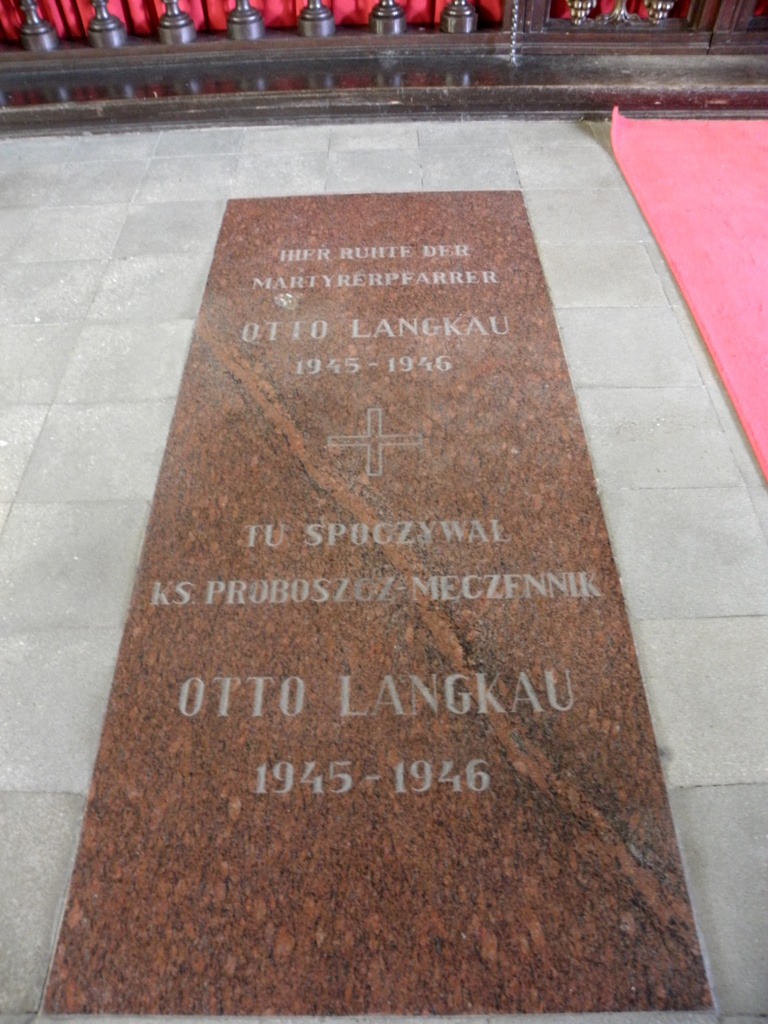 HIER RUHTE DER
MARTYRERPFARRER
OTTO LANGKAU
1945-1946
TU SPOCZYWAŁ
KS. PROBOSZCZ-MĘCZENNIK
OTTO LANGKAU
1945-1946